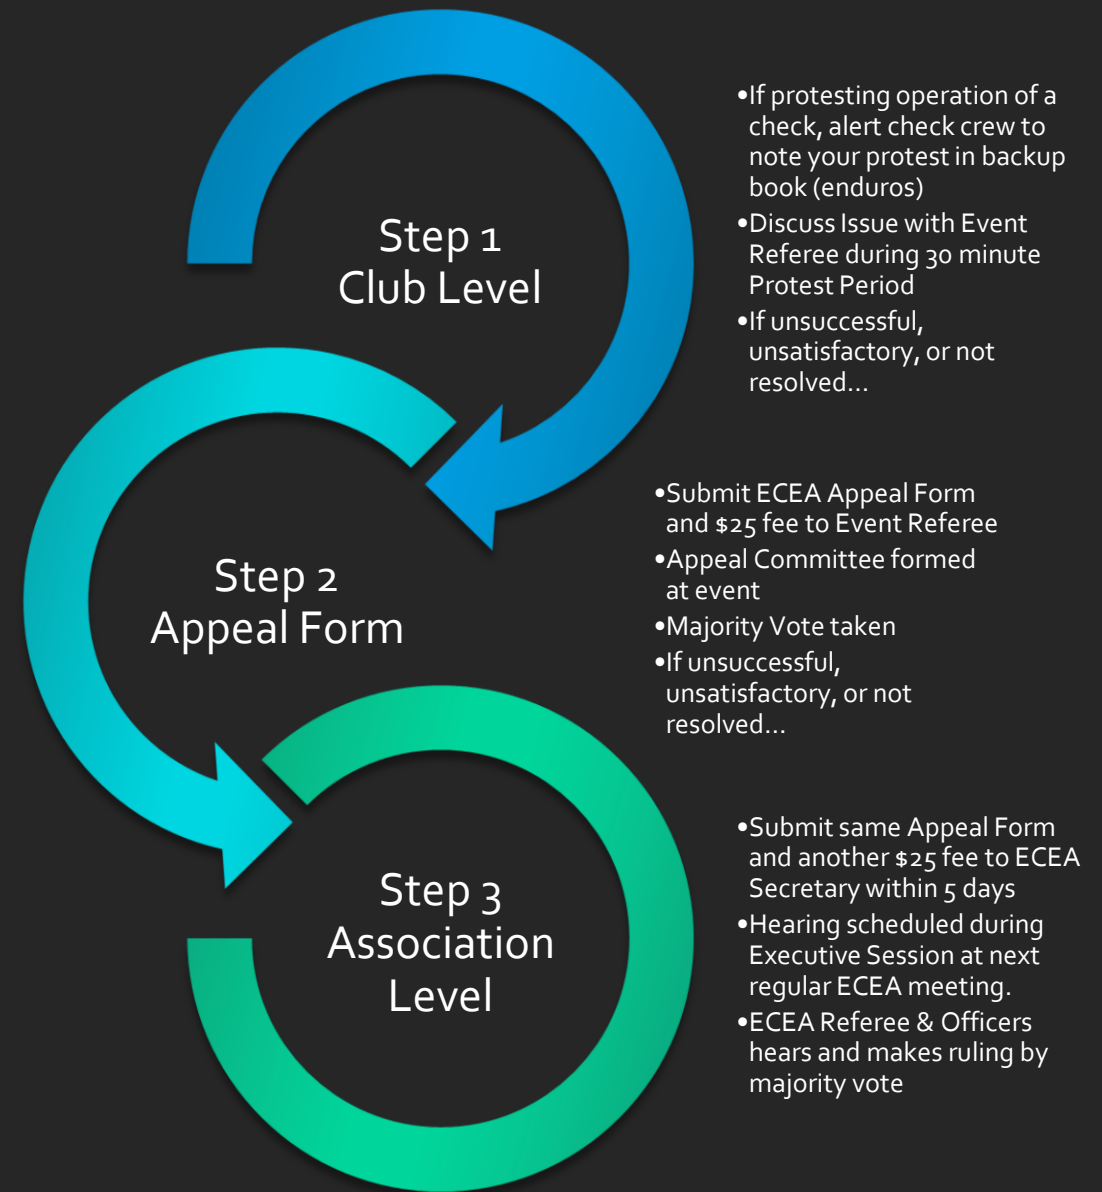 Step 1
Club Level
•If protesting operation of a
check, alert check crew to
note your protest in backup
book (enduros)
•Discuss Issue with Event
Referee during 30 minute
Protest Period
•If unsuccessful,
unsatisfactory, or not
resolved...
Step 2
Appeal Form
•Submit ECEA Appeal Form
and $25 fee to Event Referee
•Appeal Committee formed
at event
•Majority Vote taken
•If unsuccessful,
unsatisfactory, or not
resolved...
Step 3
Association
Level
•Submit same Appeal Form
and another $25 fee to ECEA
Secretary within 5 days
•Hearing scheduled during
Executive Session at next
regular ECEA meeting.
•ECEA Referee & Officers
hears and makes ruling by
majority vote